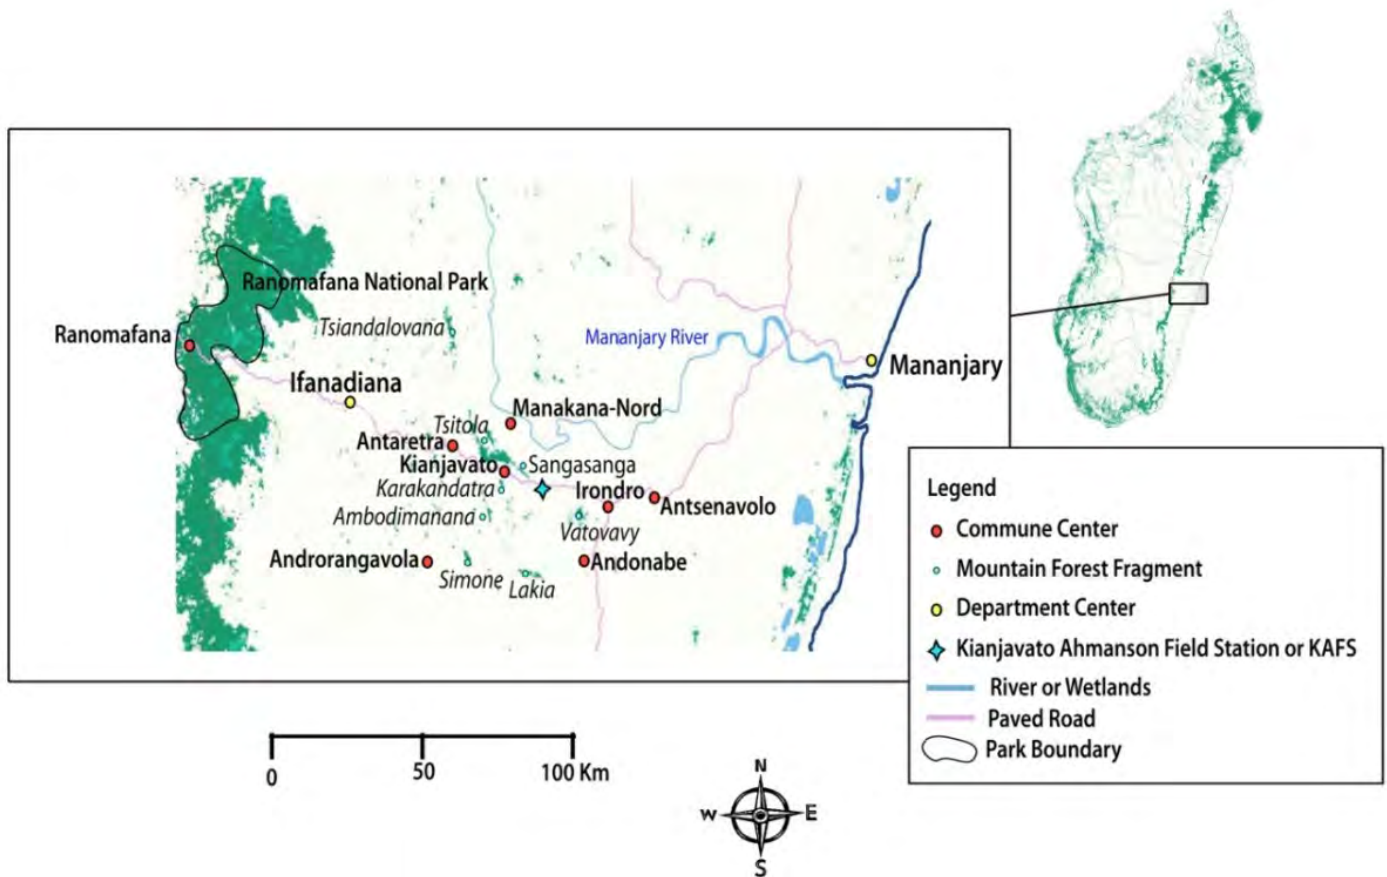 Ranomafana National Park
Tsiandalovana
Ranomafana
Mananjary River
Mananjary
Ifanadiana
Manakana-Nord
Tsitola
Antaretra
Kianjavato
Sangasanga
Karakandatra
Irondro
Antsenavolo
Ambodimanana
Vatovavy
Androrangavola
Andonabe
Simone
Lakia
Legend
Commune Center
Mountain Forest Fragment
Department Center
Kianjavato Ahmanson Field Station or KAFS
River or Wetlands
Paved Road
Park Boundary
0 50 100 Km
N
W E
S